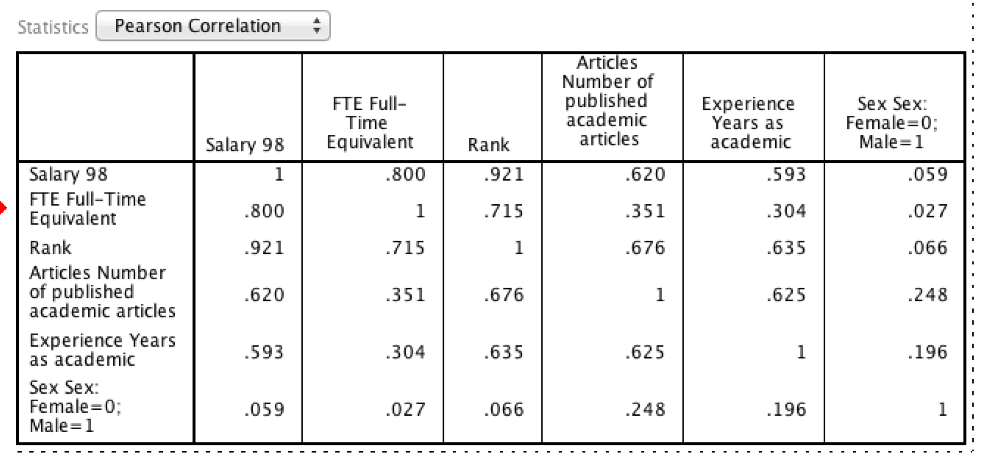 Statistics Pearson Correlation
Articles
Number of
published
academic
articles
FTE Full-
Time
Equivalent
Experience
Years as
academic
Sex Sex:
Female=0;
Male=1
Salary 98
Rank
Salary 98 1 .800 .921 .620 .593 .059
FTE Full-Time
Equivalent .800 1 .715 .351 .304 .027
Rank .921 .715 1 .676 .635 .066
Articles Number
of published
academic articles .620 .351 .676 1 .625 .248
Experience Years
as academic .593 .304 .635 .625 1 .196
Sex Sex:
Female=0;
Male=1 .059 .027 .066 .248 .196 1